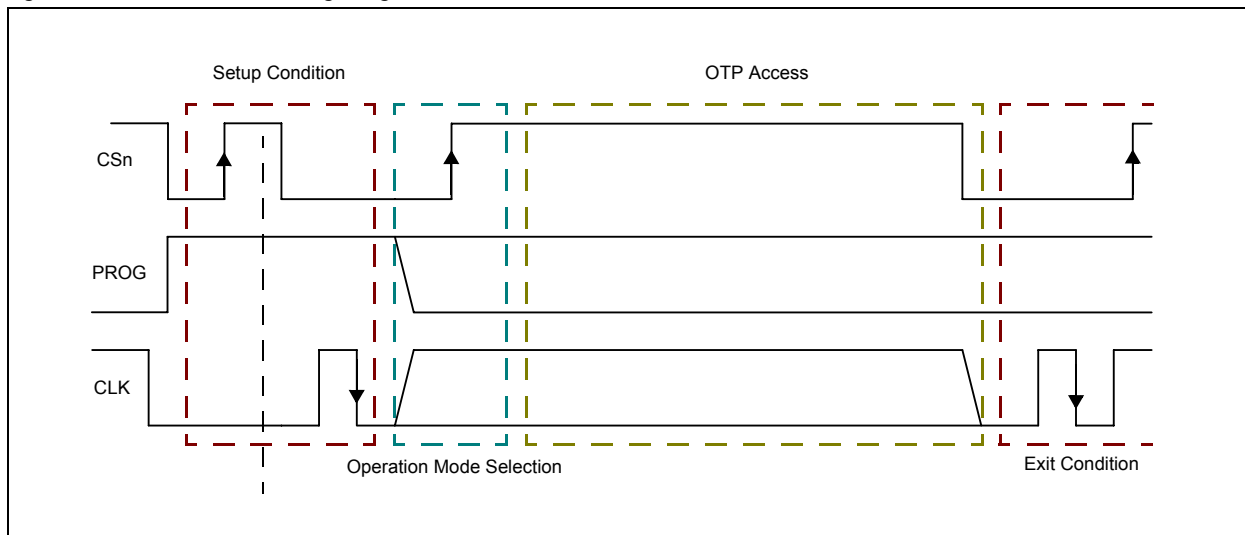 Setup Condition
OTP Access
CSn
PROG
CLK
Operation Mode Selection
Exit Condition